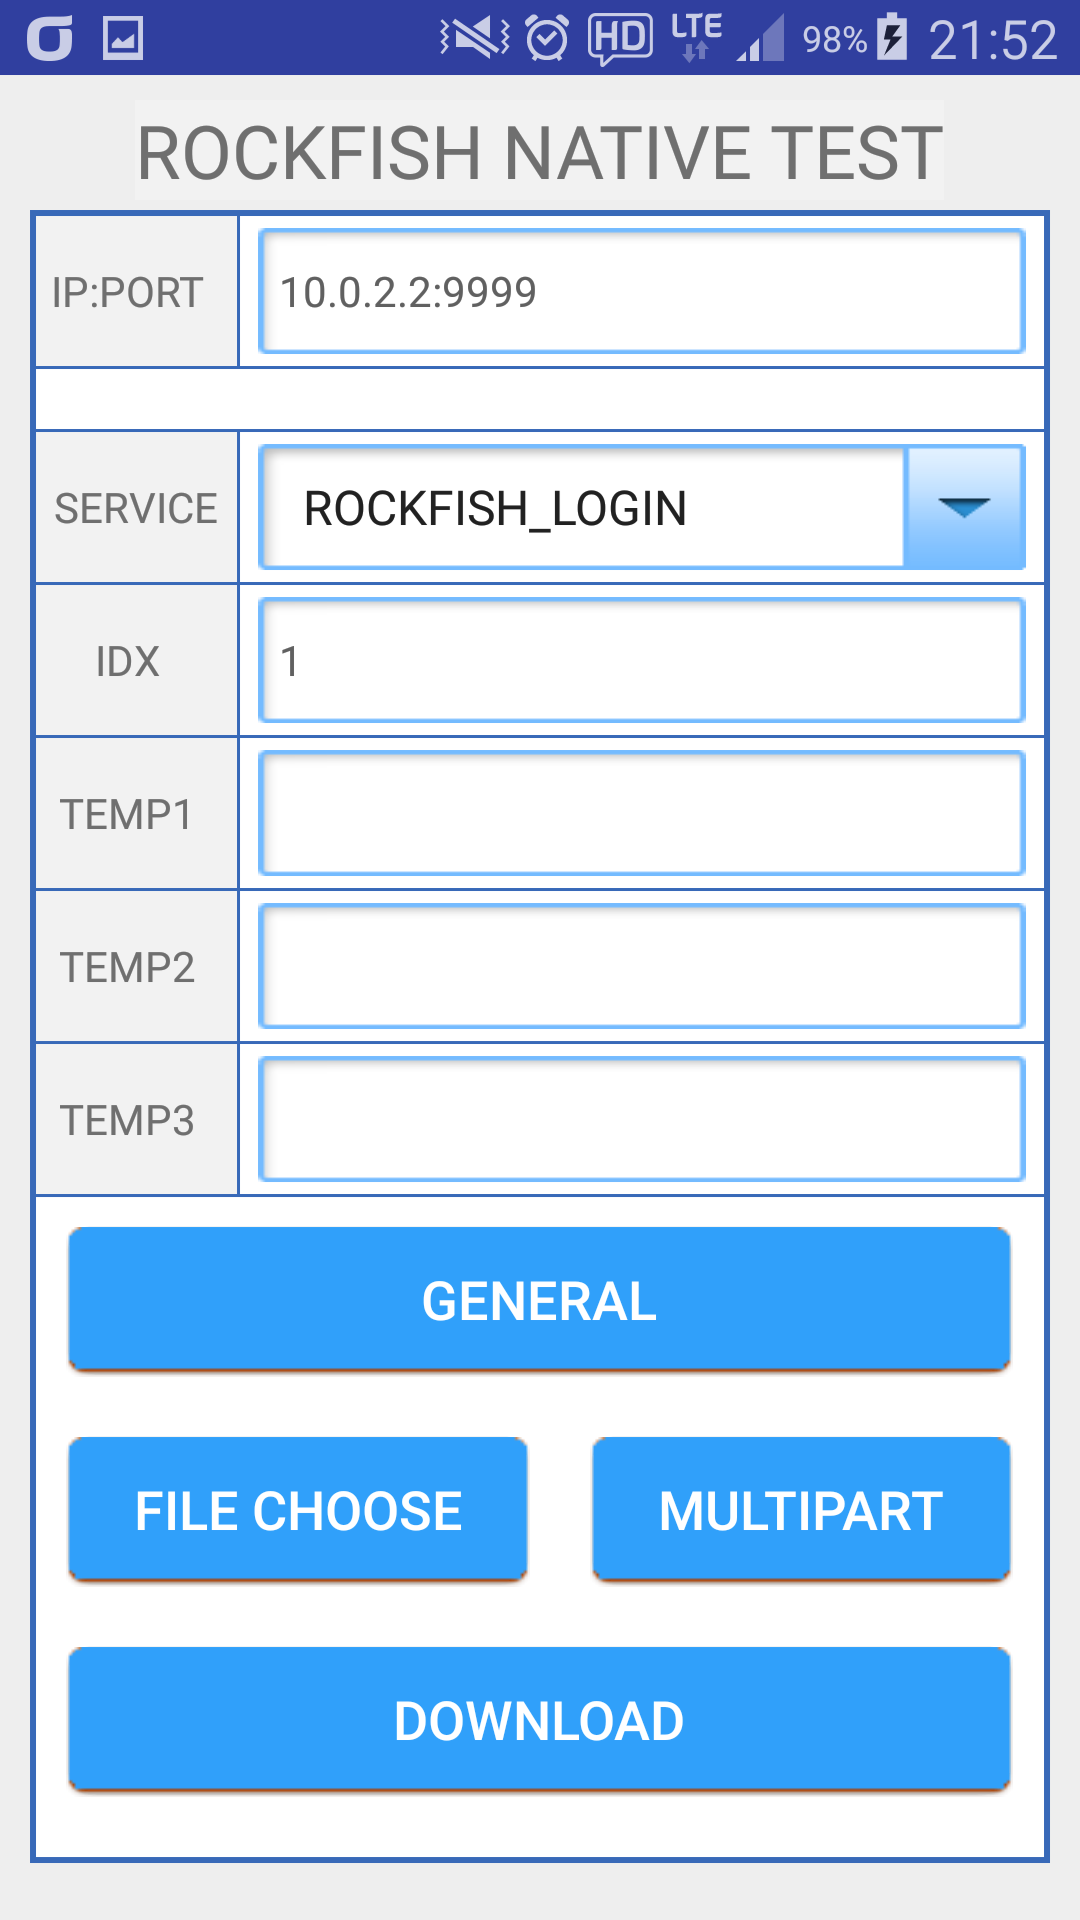 HD LTE 98% 21:52
ROCKFISH NATIVE TEST
IP:PORT 10.0.2.2:9999
SERVICE ROCKFISH_LOGIN
IDX 1
TEMP1
TEMP2
TEMP3
GENERAL
FILE CHOOSE MULTIPART
DOWNLOAD